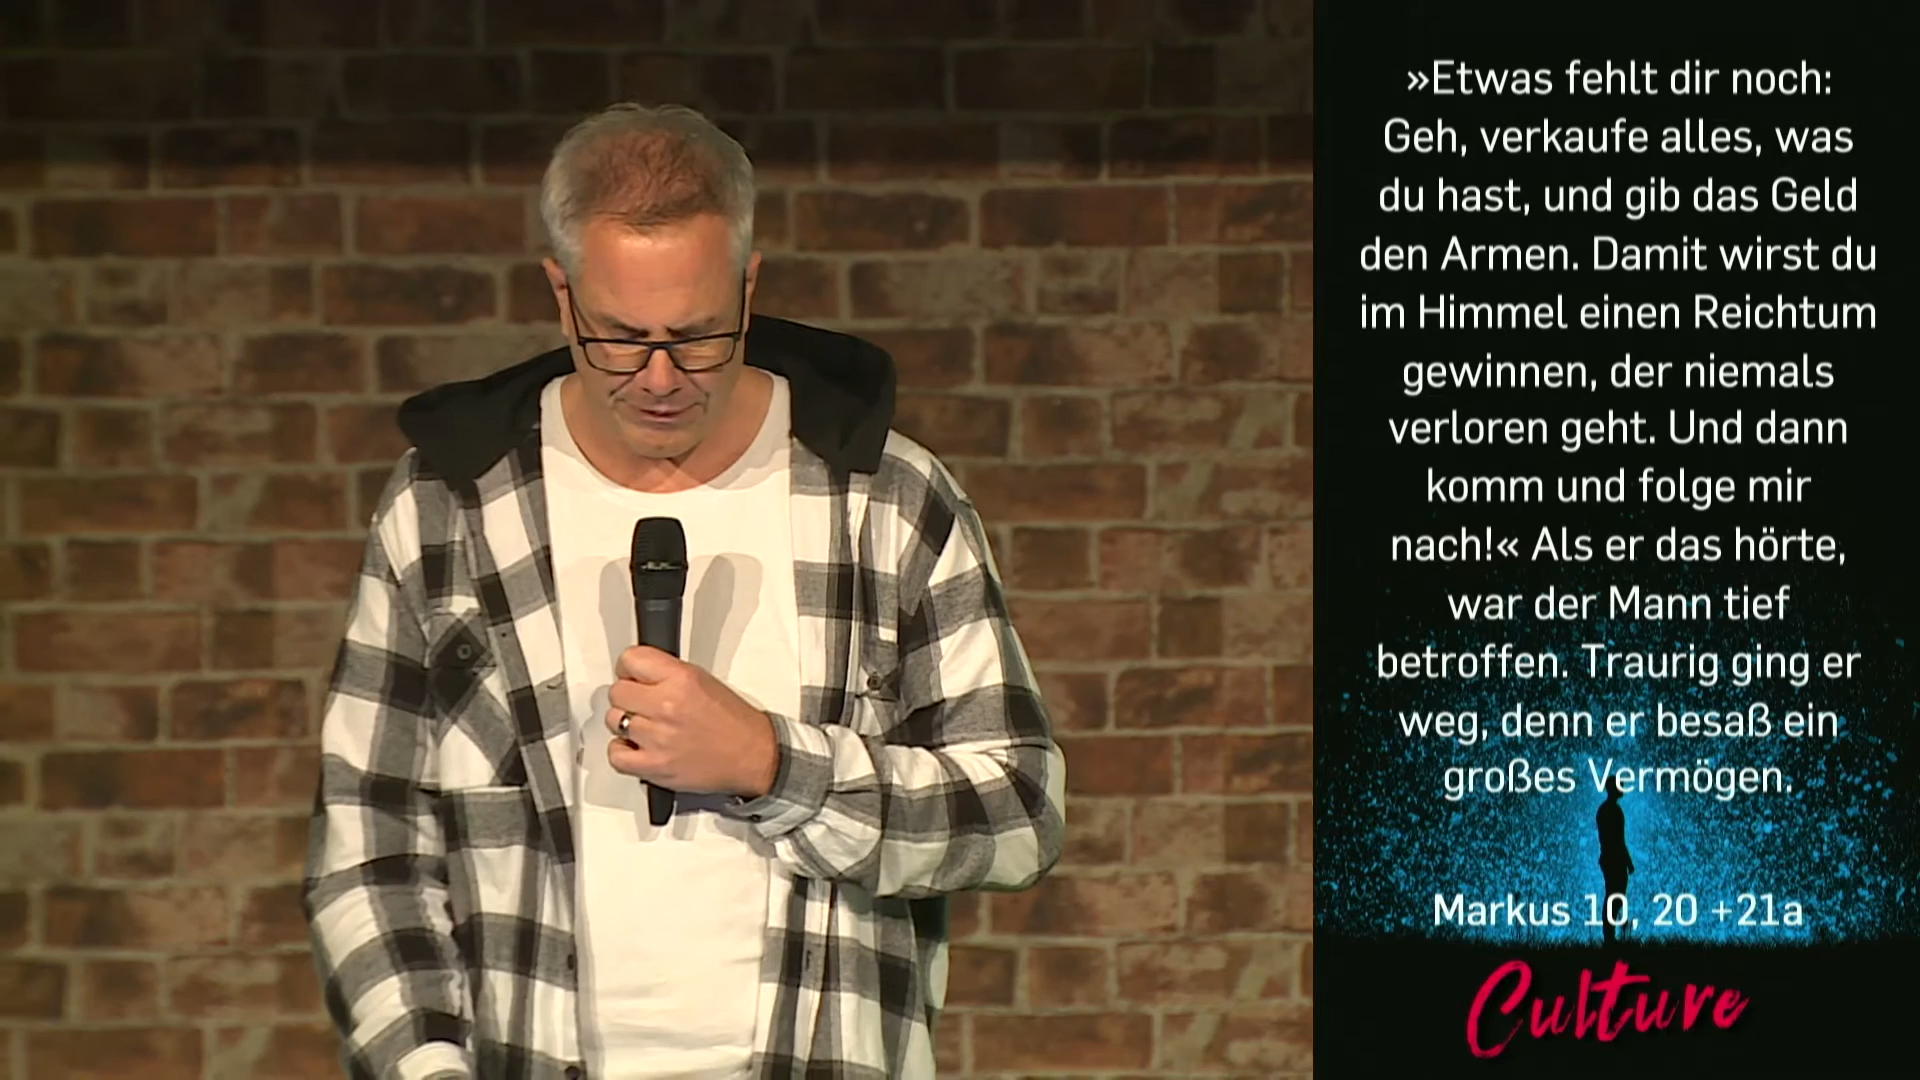 »Etwas fehlt dir noch:
Geh, verkaufe alles, was
du hast, und gib das Geld
den Armen. Damit wirst du
im Himmel einen Reichtum
gewinnen, der niemals
verloren geht. Und dann
komm und folge mir
nach!« Als er das hörte,
war der Mann tief
betroffen. Traurig ging er
weg, denn er besaß ein
großes Vermögen.
Markus 10, 20 +21a
Culture